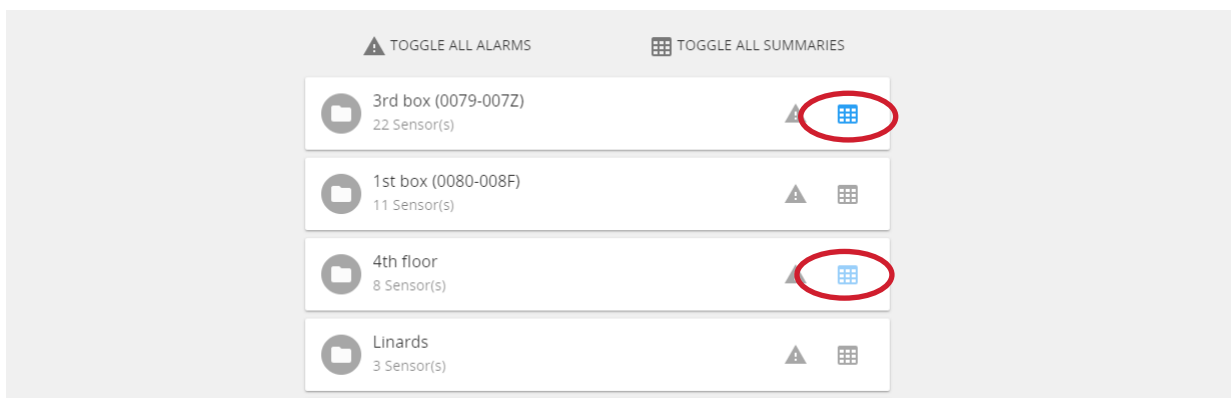 TOGGLE ALL ALARMS
TOGGLE ALL SUMMARIES
3rd box (0079-007Z)
22 Sensor(s)
1st box (0080-008F)
11 Sensor(s)
4th floor
8 Sensor(s)
Linards
3 Sensor(s)